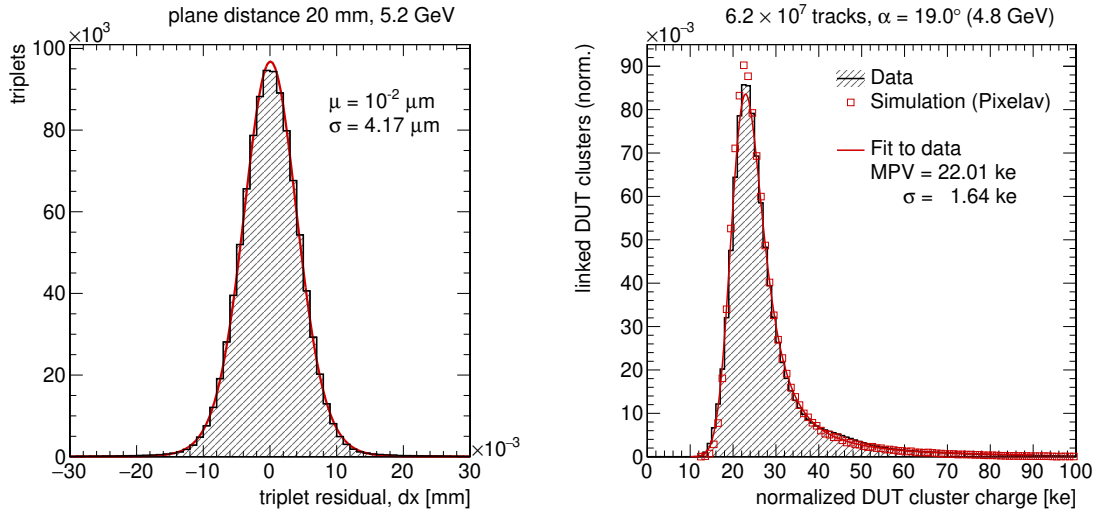 plane distance 20 mm, 5.2 GeV
×10³
triplets
100
80
60
40
20
0
μ = 10⁻² μm
σ = 4.17 μm
−30
−20
−10
0
10
20
30
×10⁻³
triplet residual, dx [mm]
6.2 × 10⁷ tracks, α = 19.0° (4.8 GeV)
×10⁻³
linked DUT clusters (norm.)
90
80
70
60
50
40
30
20
10
0
Data
Simulation (Pixelav)
Fit to data
MPV = 22.01 ke
σ = 1.64 ke
0
10
20
30
40
50
60
70
80
90
100
normalized DUT cluster charge [ke]